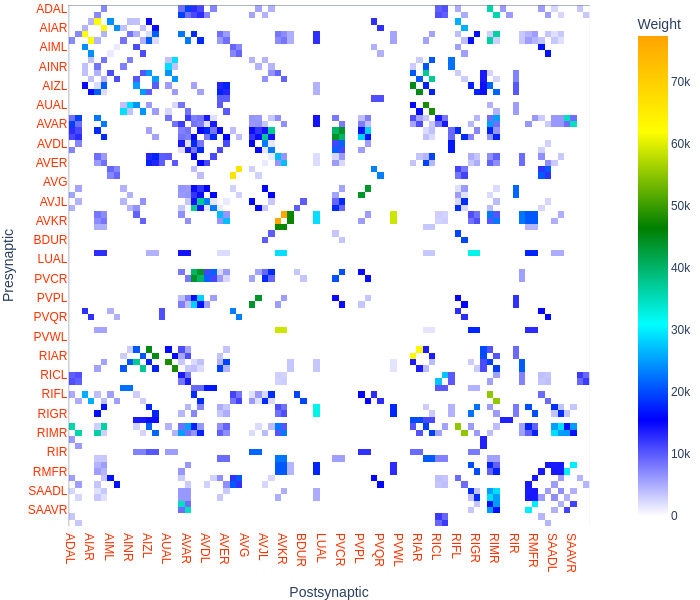 Weight
70k
60k
50k
40k
30k
20k
10k
0
Presynaptic
ADAL
AIAR
AIML
AINR
AIZL
AUAL
AVAR
AVDL
AVER
AVG
AVJL
AVKR
BDUR
LUAL
PVCR
PVPL
PVQR
PVWL
RIAR
RICL
RIFL
RIGR
RIMR
RIR
RMFR
SAADL
SAAVR
ADAL
AIAR
AIML
AINR
AIZL
AUAL
AVAR
AVDL
AVER
AVG
AVJL
AVKR
BDUR
LUAL
PVCR
PVPL
PVQR
PVWL
RIAR
RICL
RIFL
RIGR
RIMR
RIR
RMFR
SAADL
SAAVR
Postsynaptic